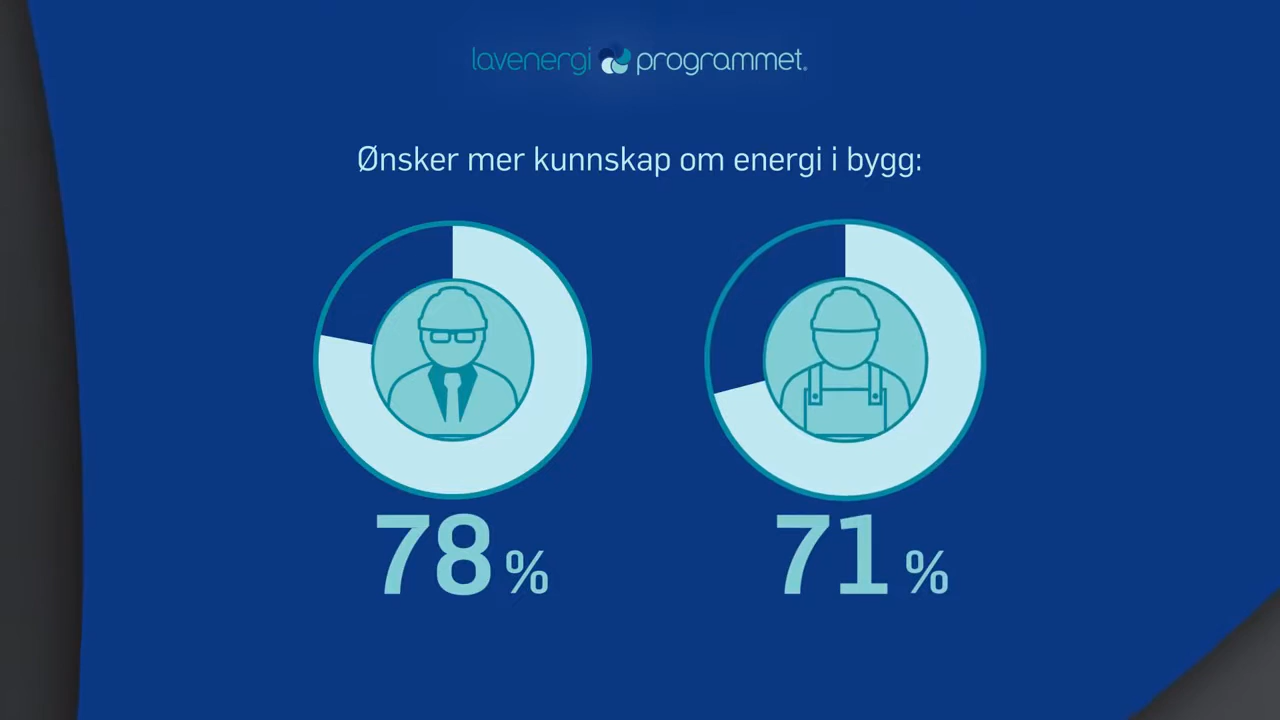 lavenergi programmet.
Ønsker mer kunnskap om energi i bygg:
78 %
71 %